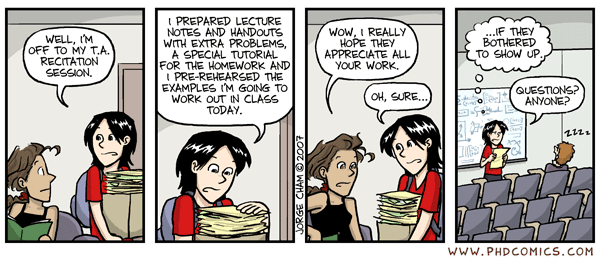 WELL, I'M
OFF TO MY T.A.
RECITATION
SESSION.
I PREPARED LECTURE
NOTES AND HANDOUTS
WITH EXTRA PROBLEMS,
A SPECIAL TUTORIAL
FOR THE HOMEWORK AND
I PRE-REHEARSED THE
EXAMPLES I'M GOING TO
WORK OUT IN CLASS
TODAY.
JORGE CHAM © 2007
WOW, I REALLY
HOPE THEY
APPRECIATE ALL
YOUR WORK.
OH, SURE...
...IF THEY
BOTHERED
TO SHOW UP.
QUESTIONS?
ANYONE?
ZZZZ
WWW.PHDCOMICS.COM